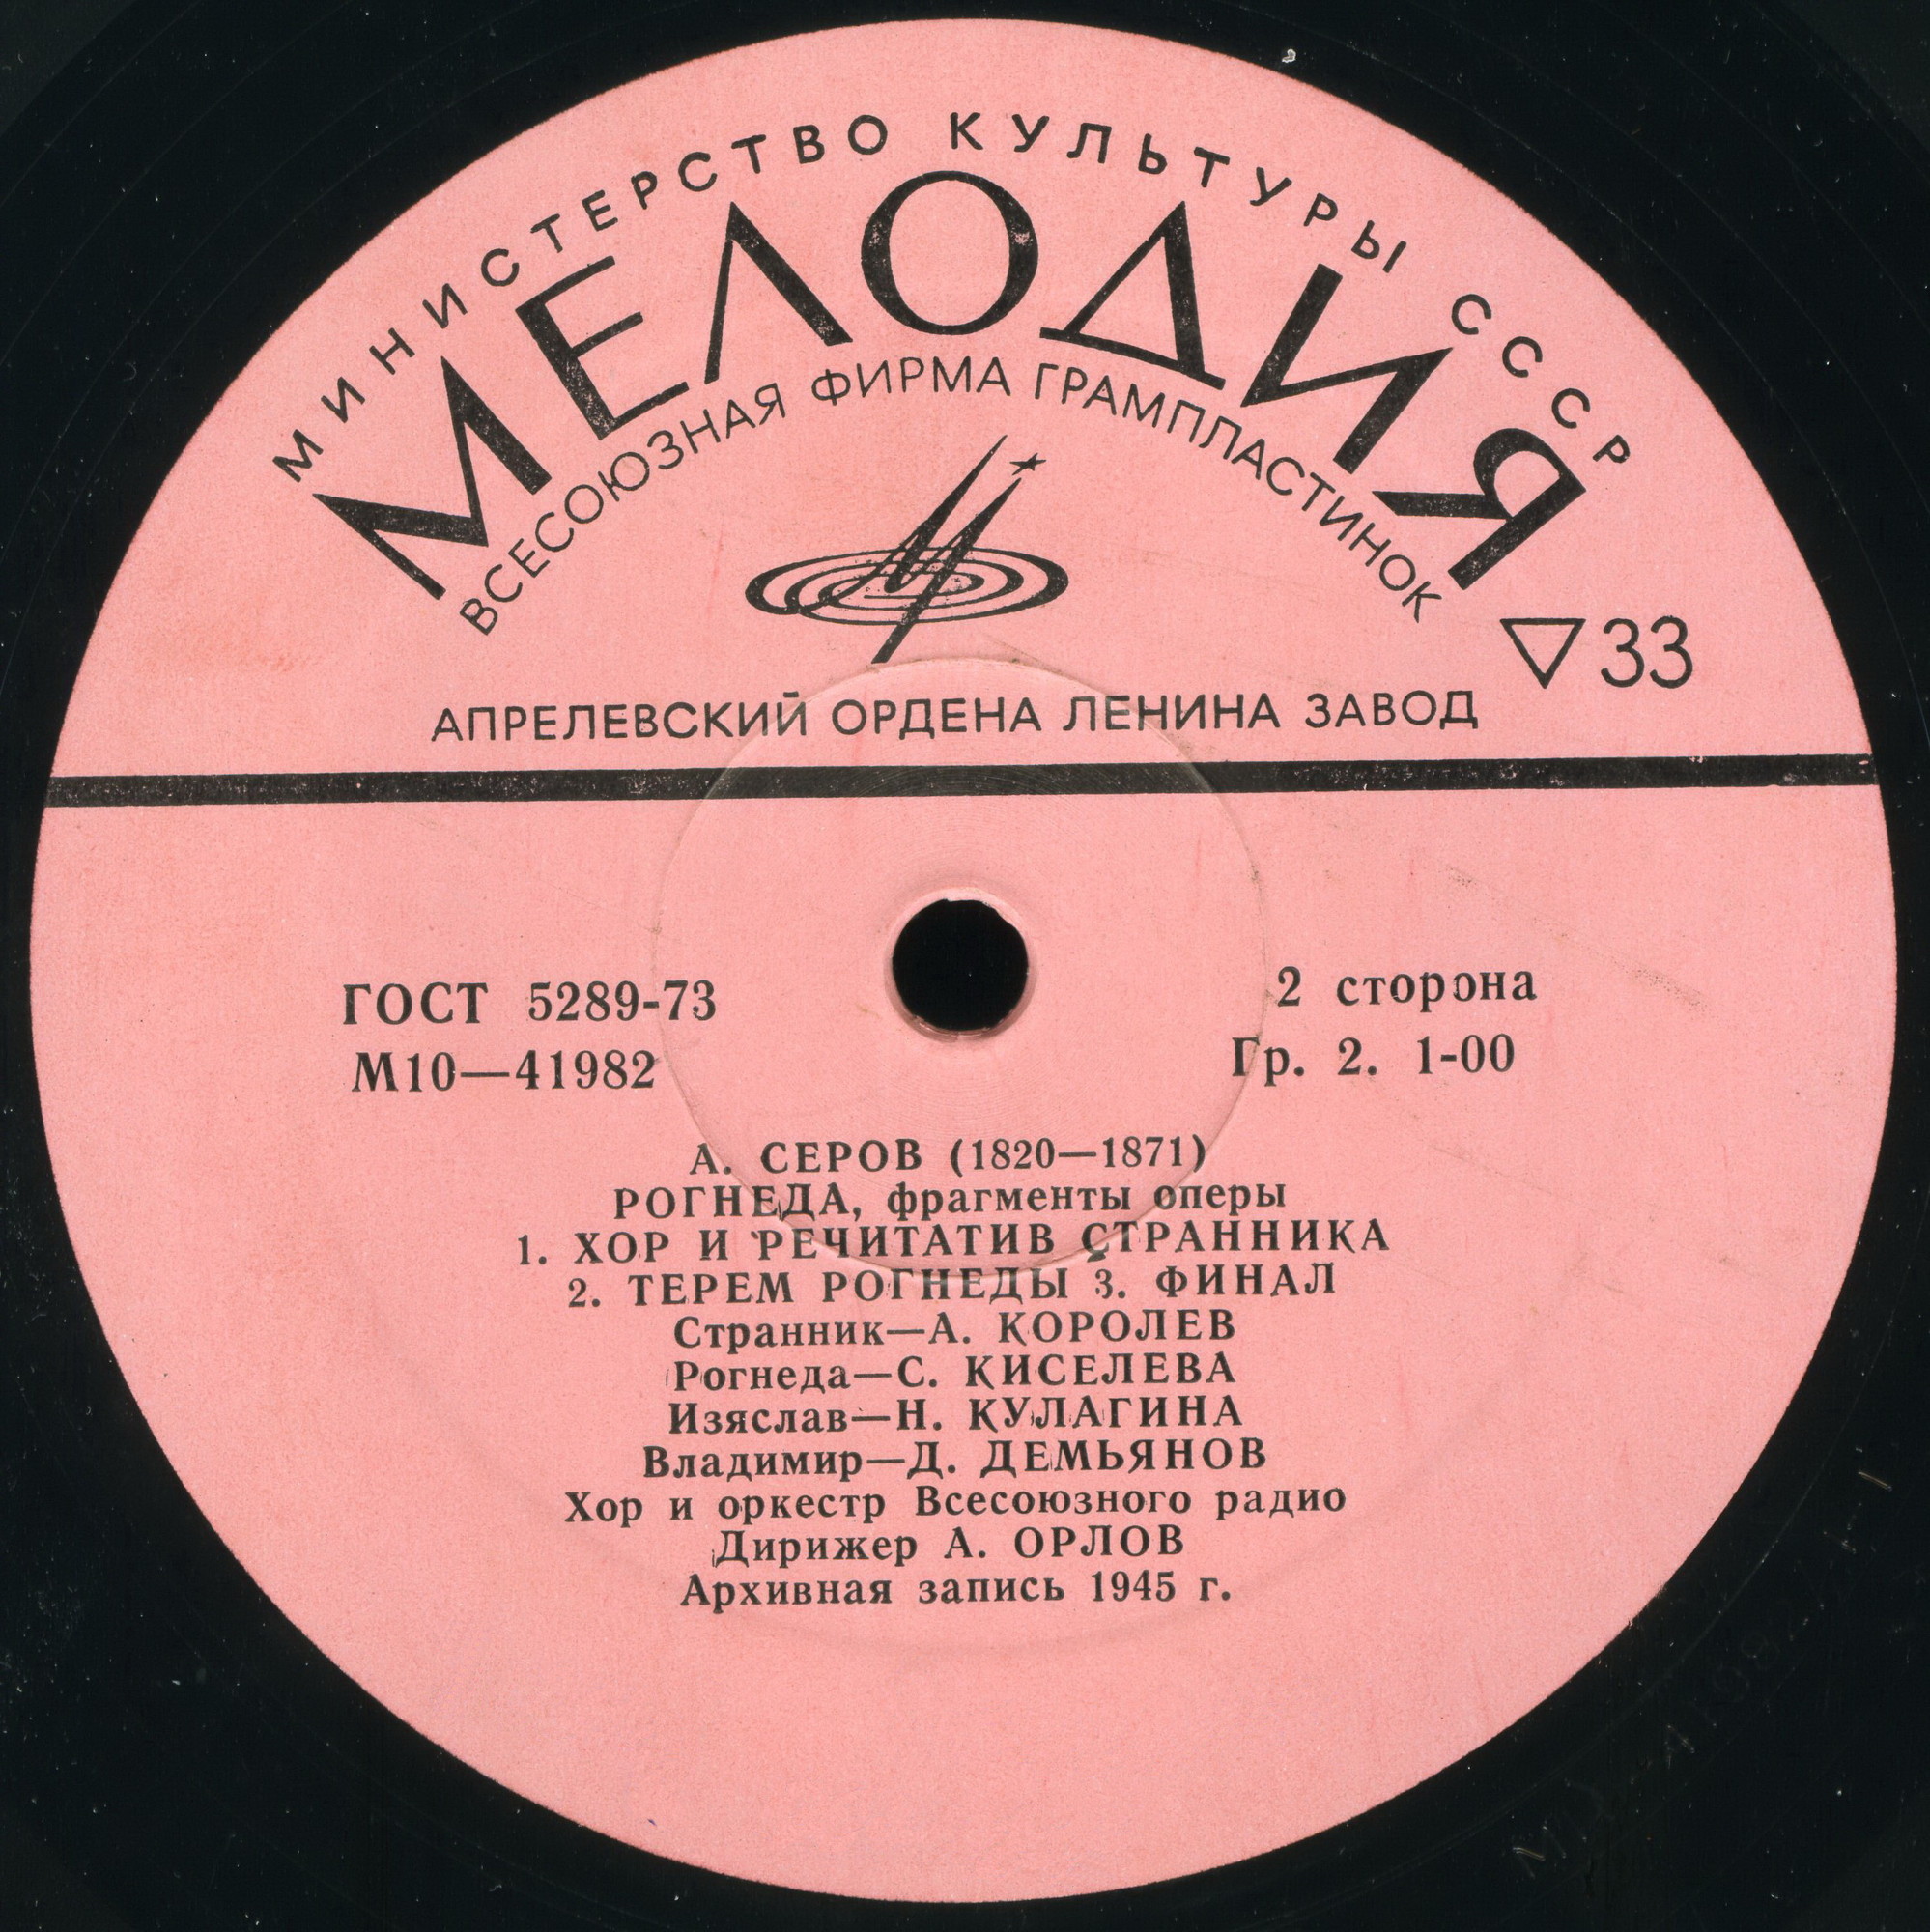 МИНИСТЕРСТВО КУЛЬТУРЫ СССР
МЕЛОДИЯ
ВСЕСОЮЗНАЯ ФИРМА ГРАМПЛАСТИНОК
▽33
АПРЕЛЕВСКИЙ ОРДЕНА ЛЕНИНА ЗАВОД
ГОСТ 5289-73
М10—41982
2 сторона
Гр. 2. 1-00
А. СЕРОВ (1820—1871)
РОГНЕДА, фрагменты оперы
1. ХОР И РЕЧИТАТИВ СТРАННИКА
2. ТЕРЕМ РОГНЕДЫ 3. ФИНАЛ
Странник—А. КОРОЛЕВ
Рогнеда—С. КИСЕЛЕВА
Изяслав—Н. КУЛАГИНА
Владимир—Д. ДЕМЬЯНОВ
Хор и оркестр Всесоюзного радио
Дирижер А. ОРЛОВ
Архивная запись 1945 г.